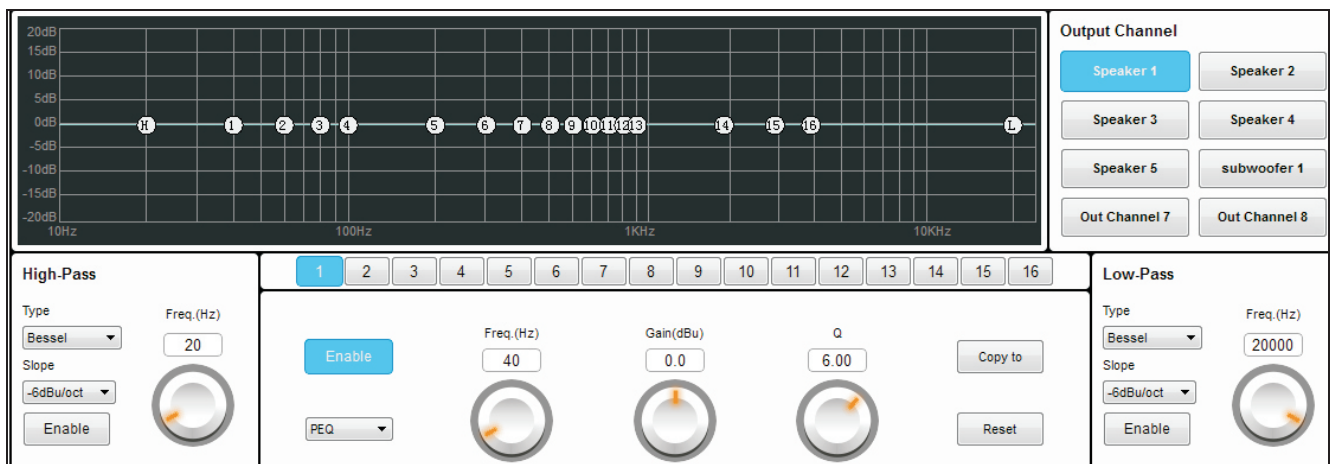 20dB
15dB
10dB
5dB
0dB
-5dB
-10dB
-15dB
-20dB
H 1 2 3 4 5 6 7 8 9 10 11 12 13 14 15 16 L
10Hz 100Hz 1KHz 10KHz
Output Channel
Speaker 1 Speaker 2
Speaker 3 Speaker 4
Speaker 5 subwoofer 1
Out Channel 7 Out Channel 8
High-Pass
Type
Freq.(Hz)
Bessel
20
Slope
-6dBu/oct
Enable
1 2 3 4 5 6 7 8 9 10 11 12 13 14 15 16
Enable
PEQ
Freq.(Hz) Gain(dBu) Q
40 0.0 6.00
Copy to
Reset
Low-Pass
Type
Freq.(Hz)
Bessel
20000
Slope
-6dBu/oct
Enable